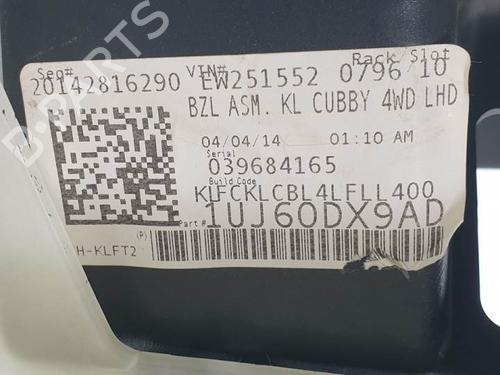 Seq# VIN# Rack/Slot
20142816290 EW251552 0796/10
BZL ASM. KL CUBBY 4WD LHD
04/04/14 01:10 AM
Serial
039684165
Build Code
KLFCKLCBL4LFLL400
Part #
1UJ60DX9AD
(P)
H-KLFT2
B-PARTS